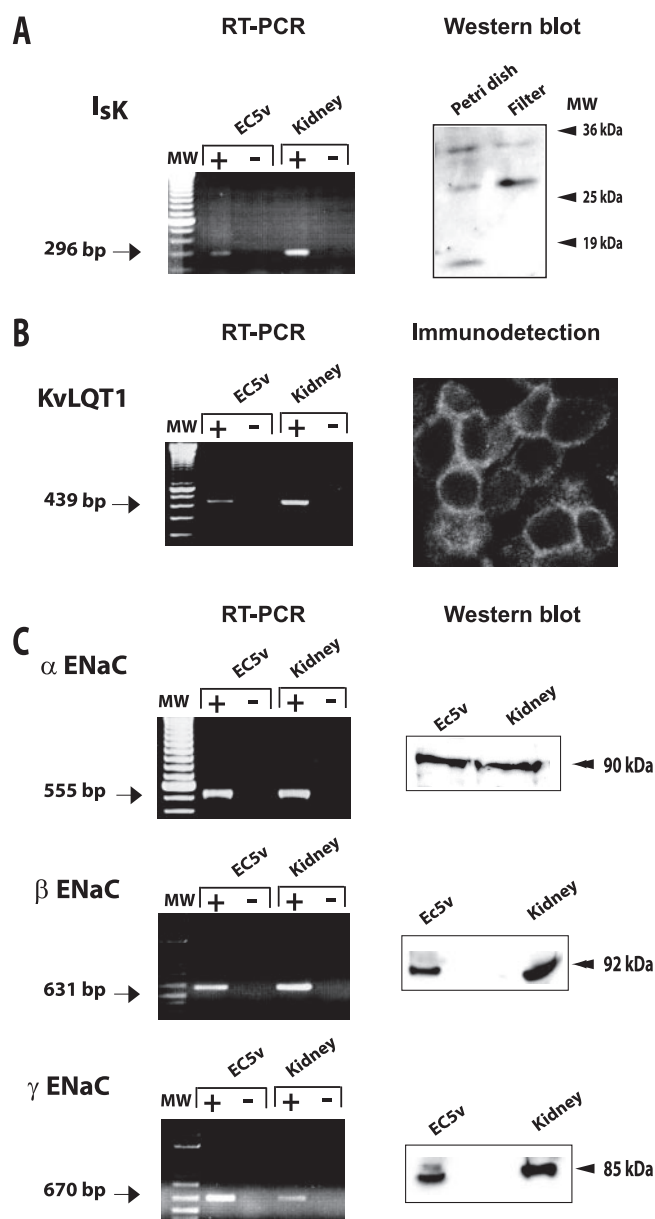 A
RT-PCR
Western blot
IsK
EC5v
Kidney
MW
+
-
+
-
296 bp
Petri dish
Filter
MW
36 kDa
25 kDa
19 kDa
B
RT-PCR
Immunodetection
KvLQT1
EC5v
Kidney
MW
+
-
+
-
439 bp
C
RT-PCR
Western blot
α ENaC
EC5v
Kidney
MW
+
-
+
-
555 bp
Ec5v
Kidney
90 kDa
β ENaC
EC5v
Kidney
MW
+
-
+
-
631 bp
Ec5v
Kidney
92 kDa
γ ENaC
EC5v
Kidney
MW
+
-
+
-
670 bp
EC5v
Kidney
85 kDa